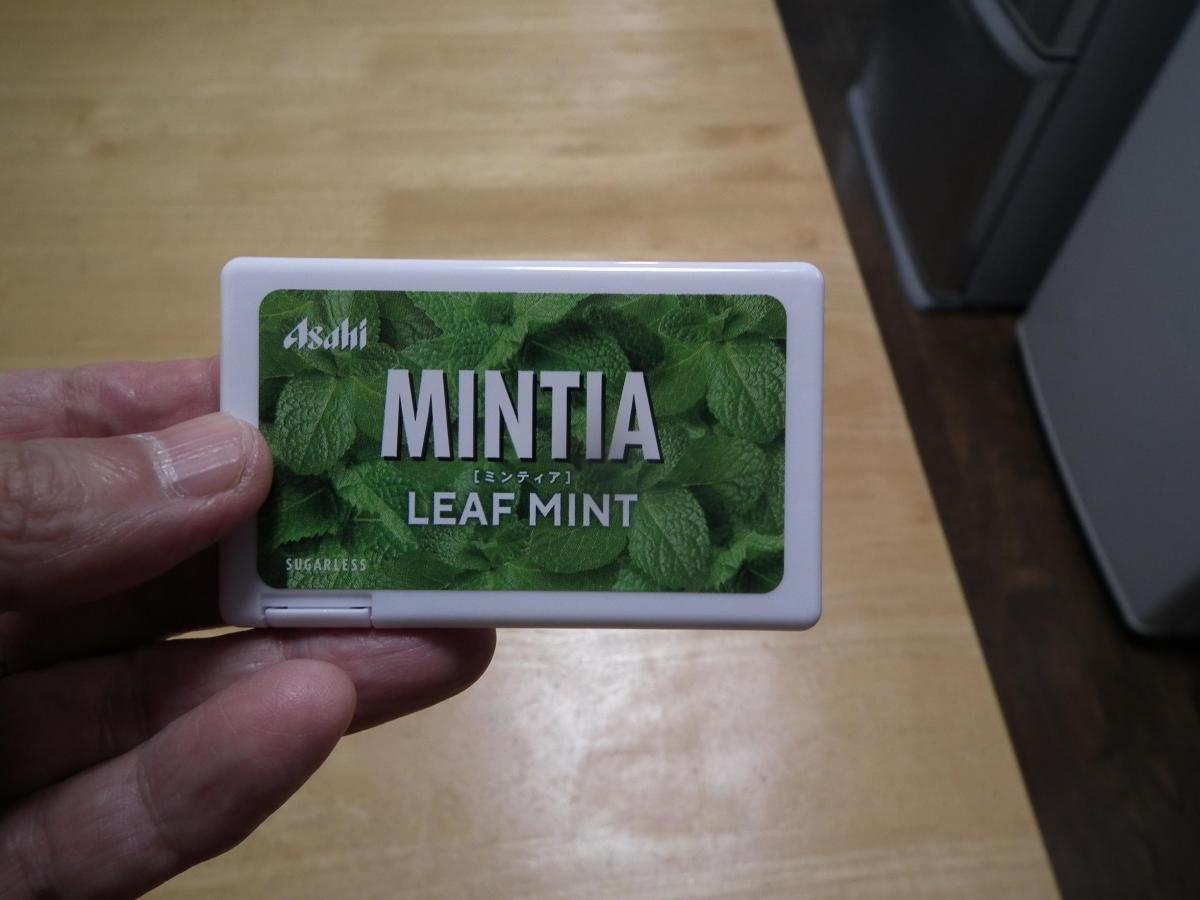 Asahi
MINTIA
[ミンティア]
LEAF MINT
SUGARLESS